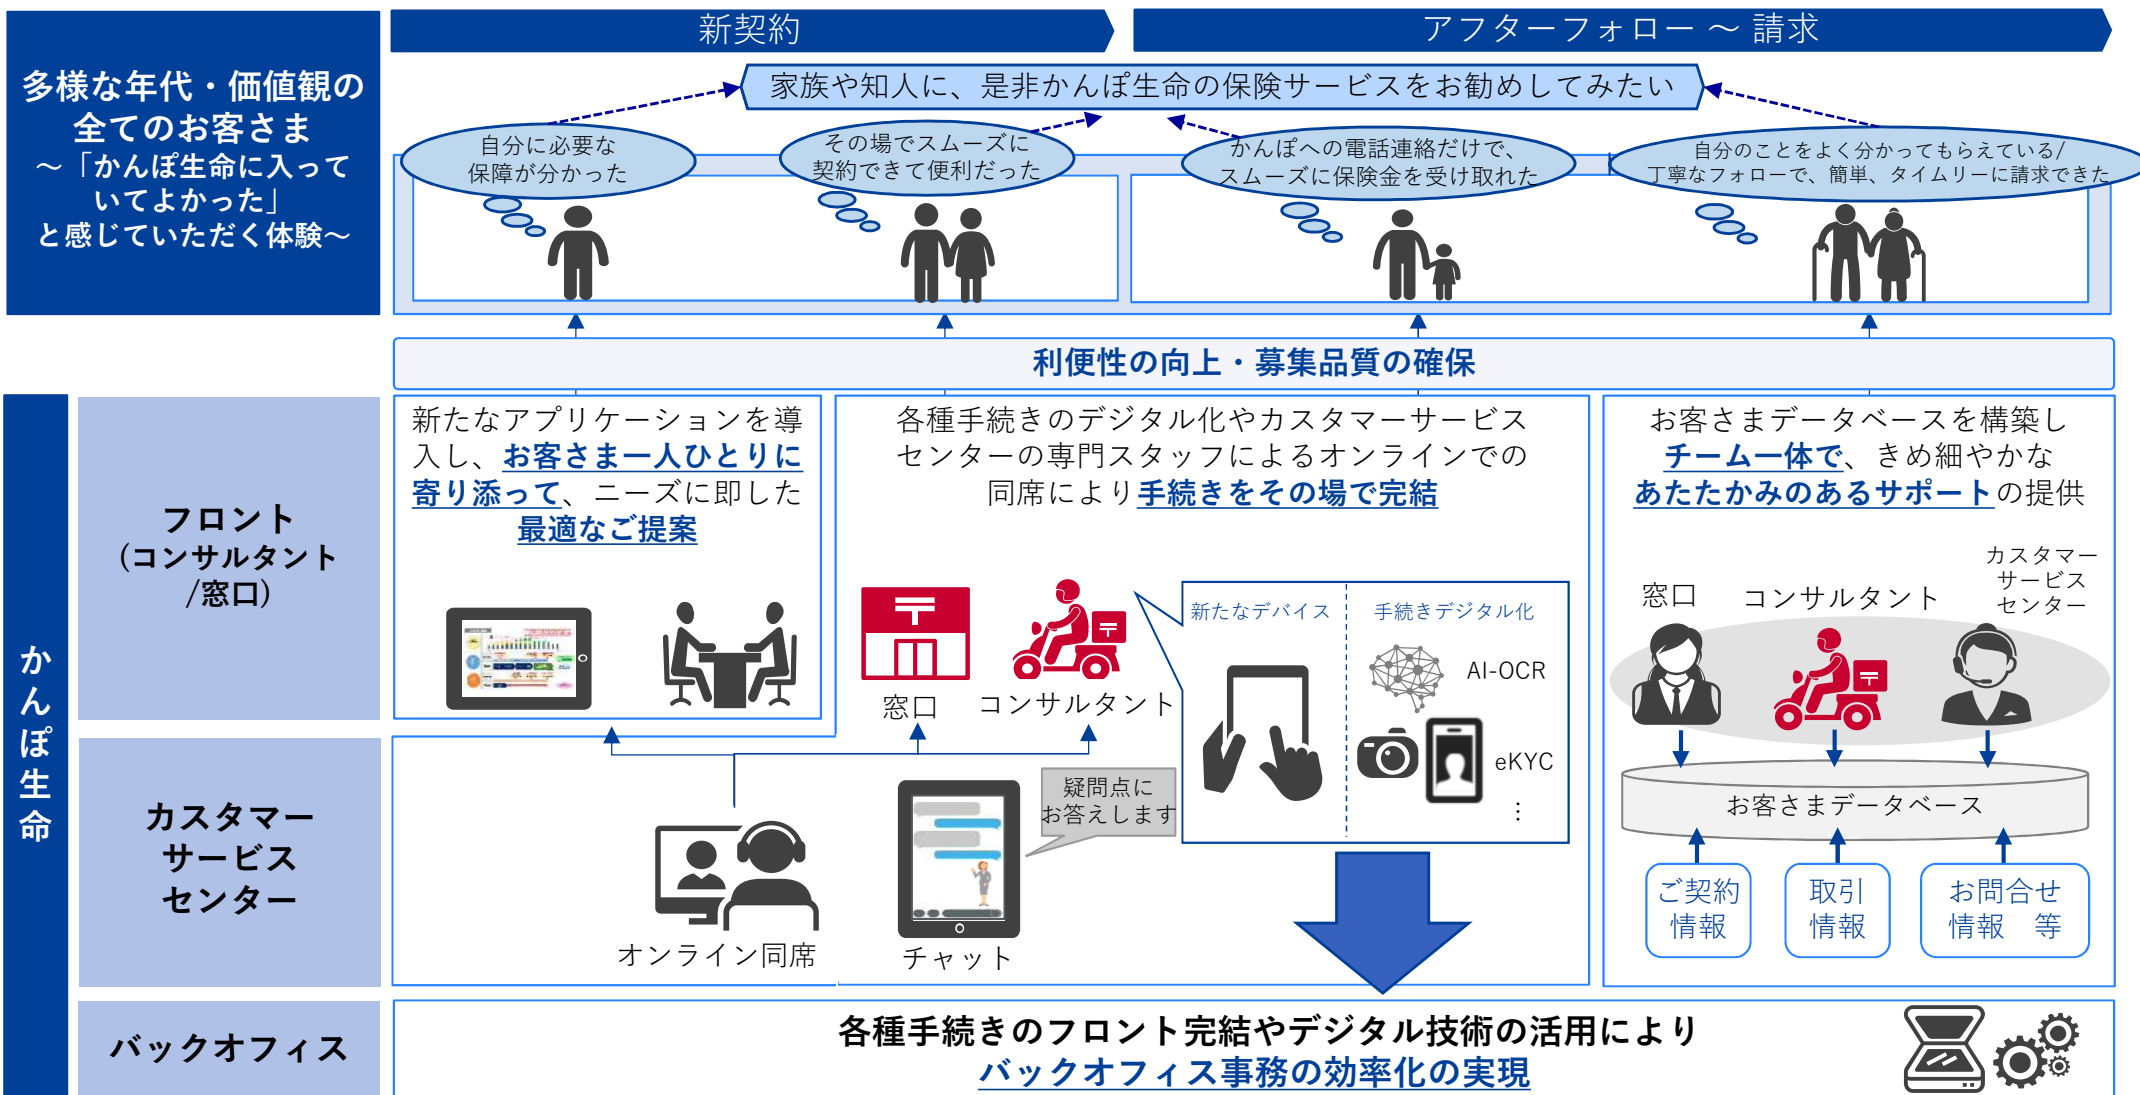 新契約
アフターフォロー ～ 請求
多様な年代・価値観の
全てのお客さま
～「かんぽ生命に入って
いてよかった」
と感じていただく体験～
家族や知人に、是非かんぽ生命の保険サービスをお勧めしてみたい
自分に必要な
保障が分かった
その場でスムーズに
契約できて便利だった
かんぽへの電話連絡だけで、
スムーズに保険金を受け取れた
自分のことをよく分かってもらえている/
丁寧なフォローで、簡単、タイムリーに請求できた
利便性の向上・募集品質の確保
かんぽ生命
フロント
(コンサルタント
/窓口)
新たなアプリケーションを導
入し、お客さま一人ひとりに
寄り添って、ニーズに即した
最適なご提案
各種手続きのデジタル化やカスタマーサービス
センターの専門スタッフによるオンラインでの
同席により手続きをその場で完結
窓口
コンサルタント
新たなデバイス
手続きデジタル化
AI-OCR
eKYC
⋮
お客さまデータベースを構築し
チーム一体で、きめ細やかな
あたたかみのあるサポートの提供
窓口
コンサルタント
カスタマー
サービス
センター
お客さまデータベース
ご契約
情報
取引
情報
お問合せ
情報　等
カスタマー
サービス
センター
オンライン同席
チャット
疑問点に
お答えします
バックオフィス
各種手続きのフロント完結やデジタル技術の活用により
バックオフィス事務の効率化の実現